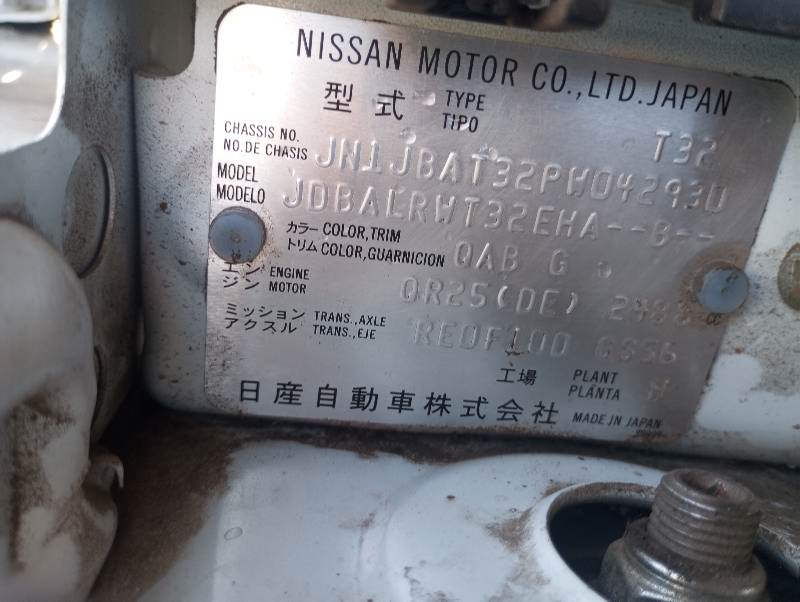 NISSAN MOTOR CO.,LTD.JAPAN
型式 TYPE TIPO T32
CHASSIS NO. NO.DE CHASIS JN1JBAT32PW042930
MODEL MODELO JDBALRWT32EHA--B--
カラー COLOR,TRIM
トリム COLOR,GUARNICION QAB G
エンジン ENGINE MOTOR QR25(DE) 2488 CC
ミッション TRANS.,AXLE
アクスル TRANS.,EJE RE0F10D GSS6
工場 PLANT PLANTA W
日産自動車株式会社 MADE IN JAPAN